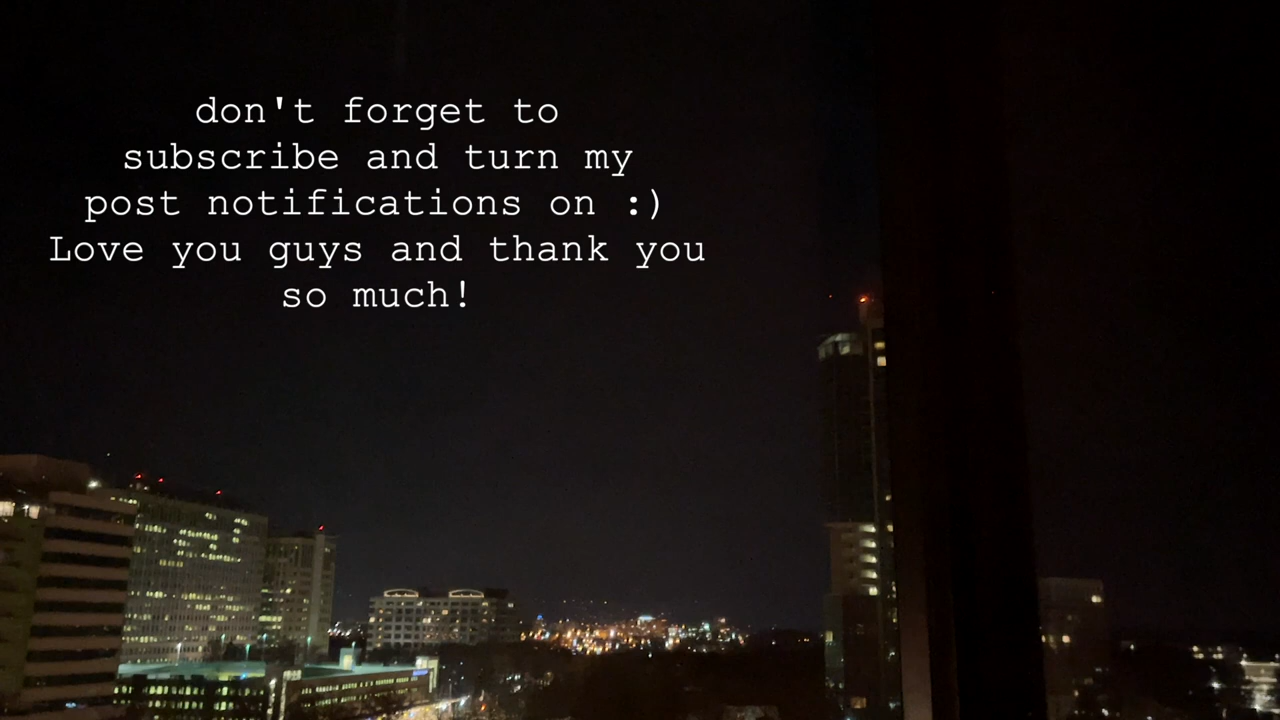 don't forget to
subscribe and turn my
post notifications on :)
Love you guys and thank you
so much!